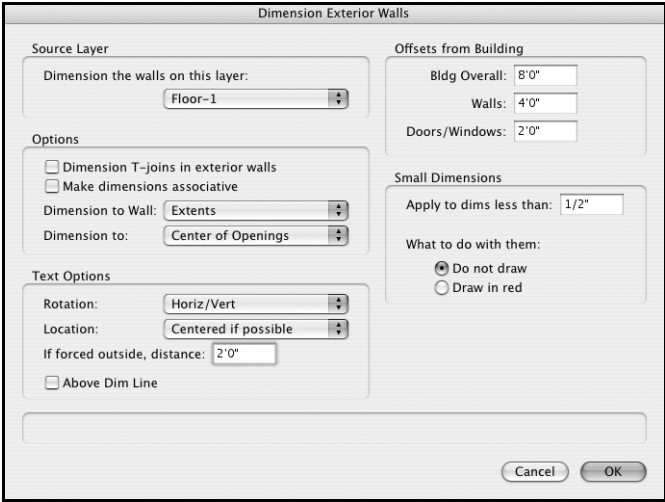 Dimension Exterior Walls
Source Layer
Dimension the walls on this layer:
Floor-1
Options
Dimension T-joins in exterior walls
Make dimensions associative
Dimension to Wall: Extents
Dimension to: Center of Openings
Text Options
Rotation: Horiz/Vert
Location: Centered if possible
If forced outside, distance: 2'0"
Above Dim Line
Offsets from Building
Bldg Overall: 8'0"
Walls: 4'0"
Doors/Windows: 2'0"
Small Dimensions
Apply to dims less than: 1/2"
What to do with them:
Do not draw
Draw in red
Cancel OK